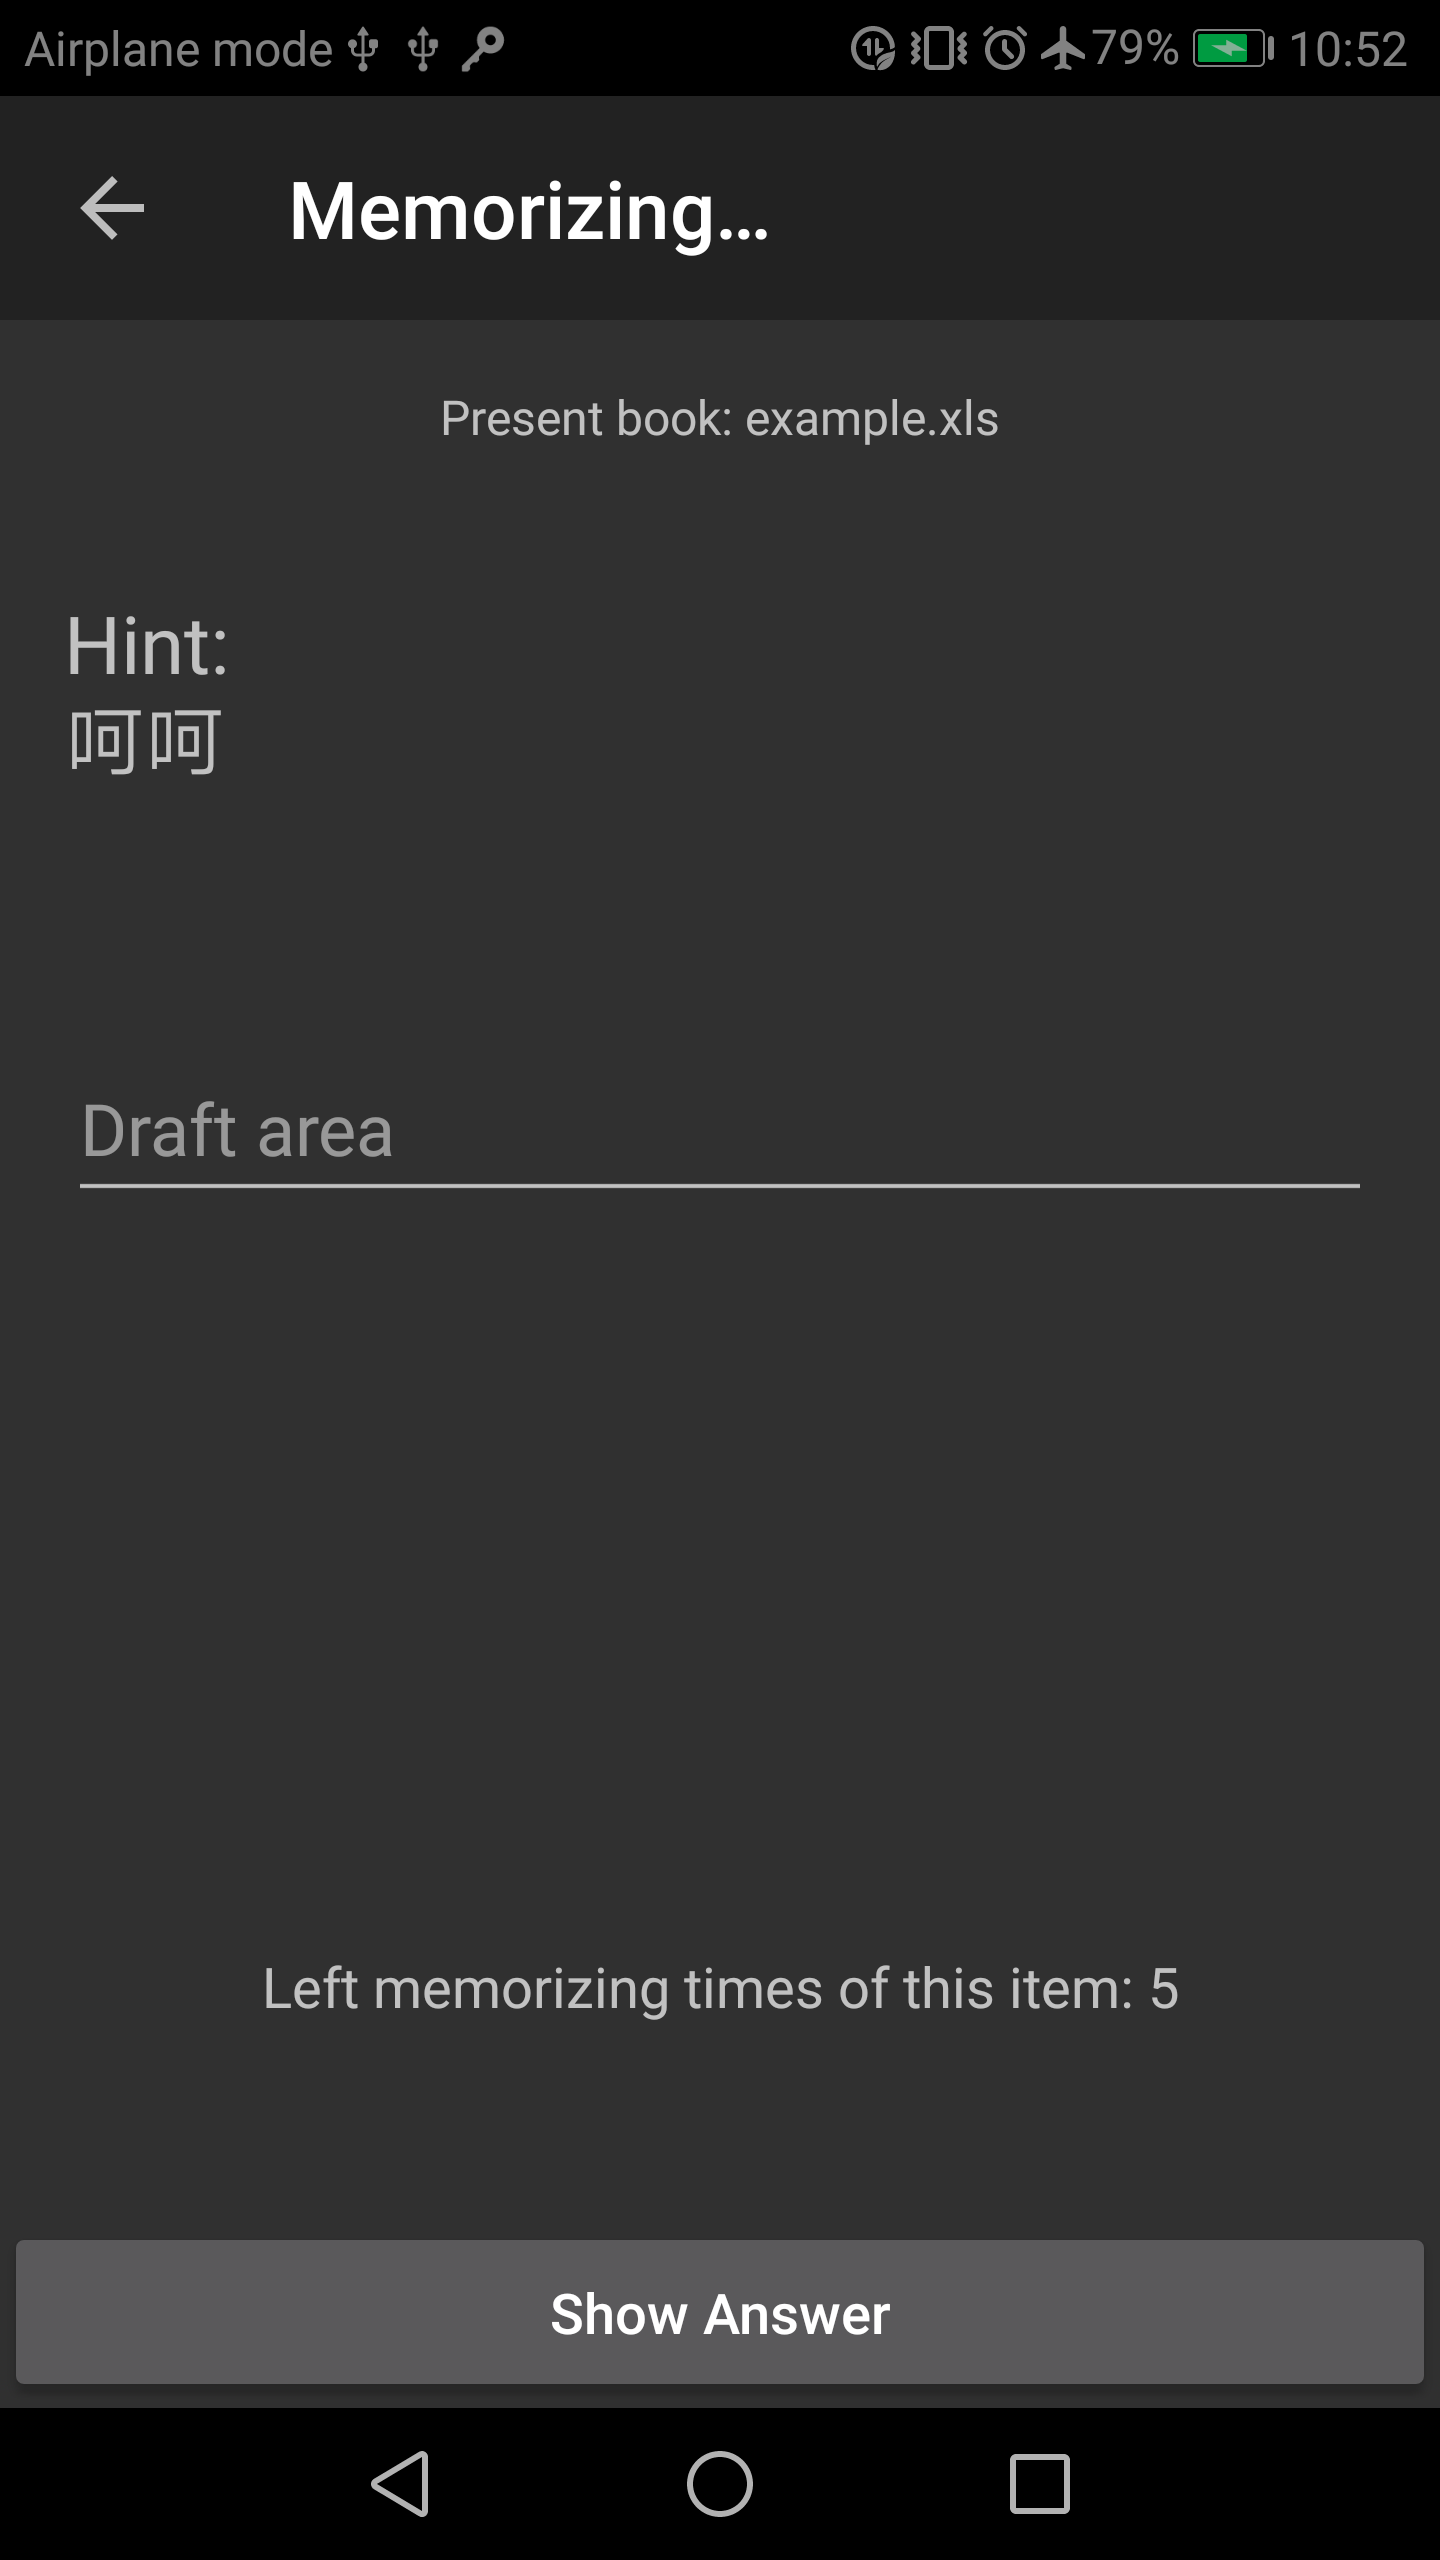 Airplane mode 79% 10:52
Memorizing...
Present book: example.xls
Hint:
呵呵
Draft area
Left memorizing times of this item: 5
Show Answer